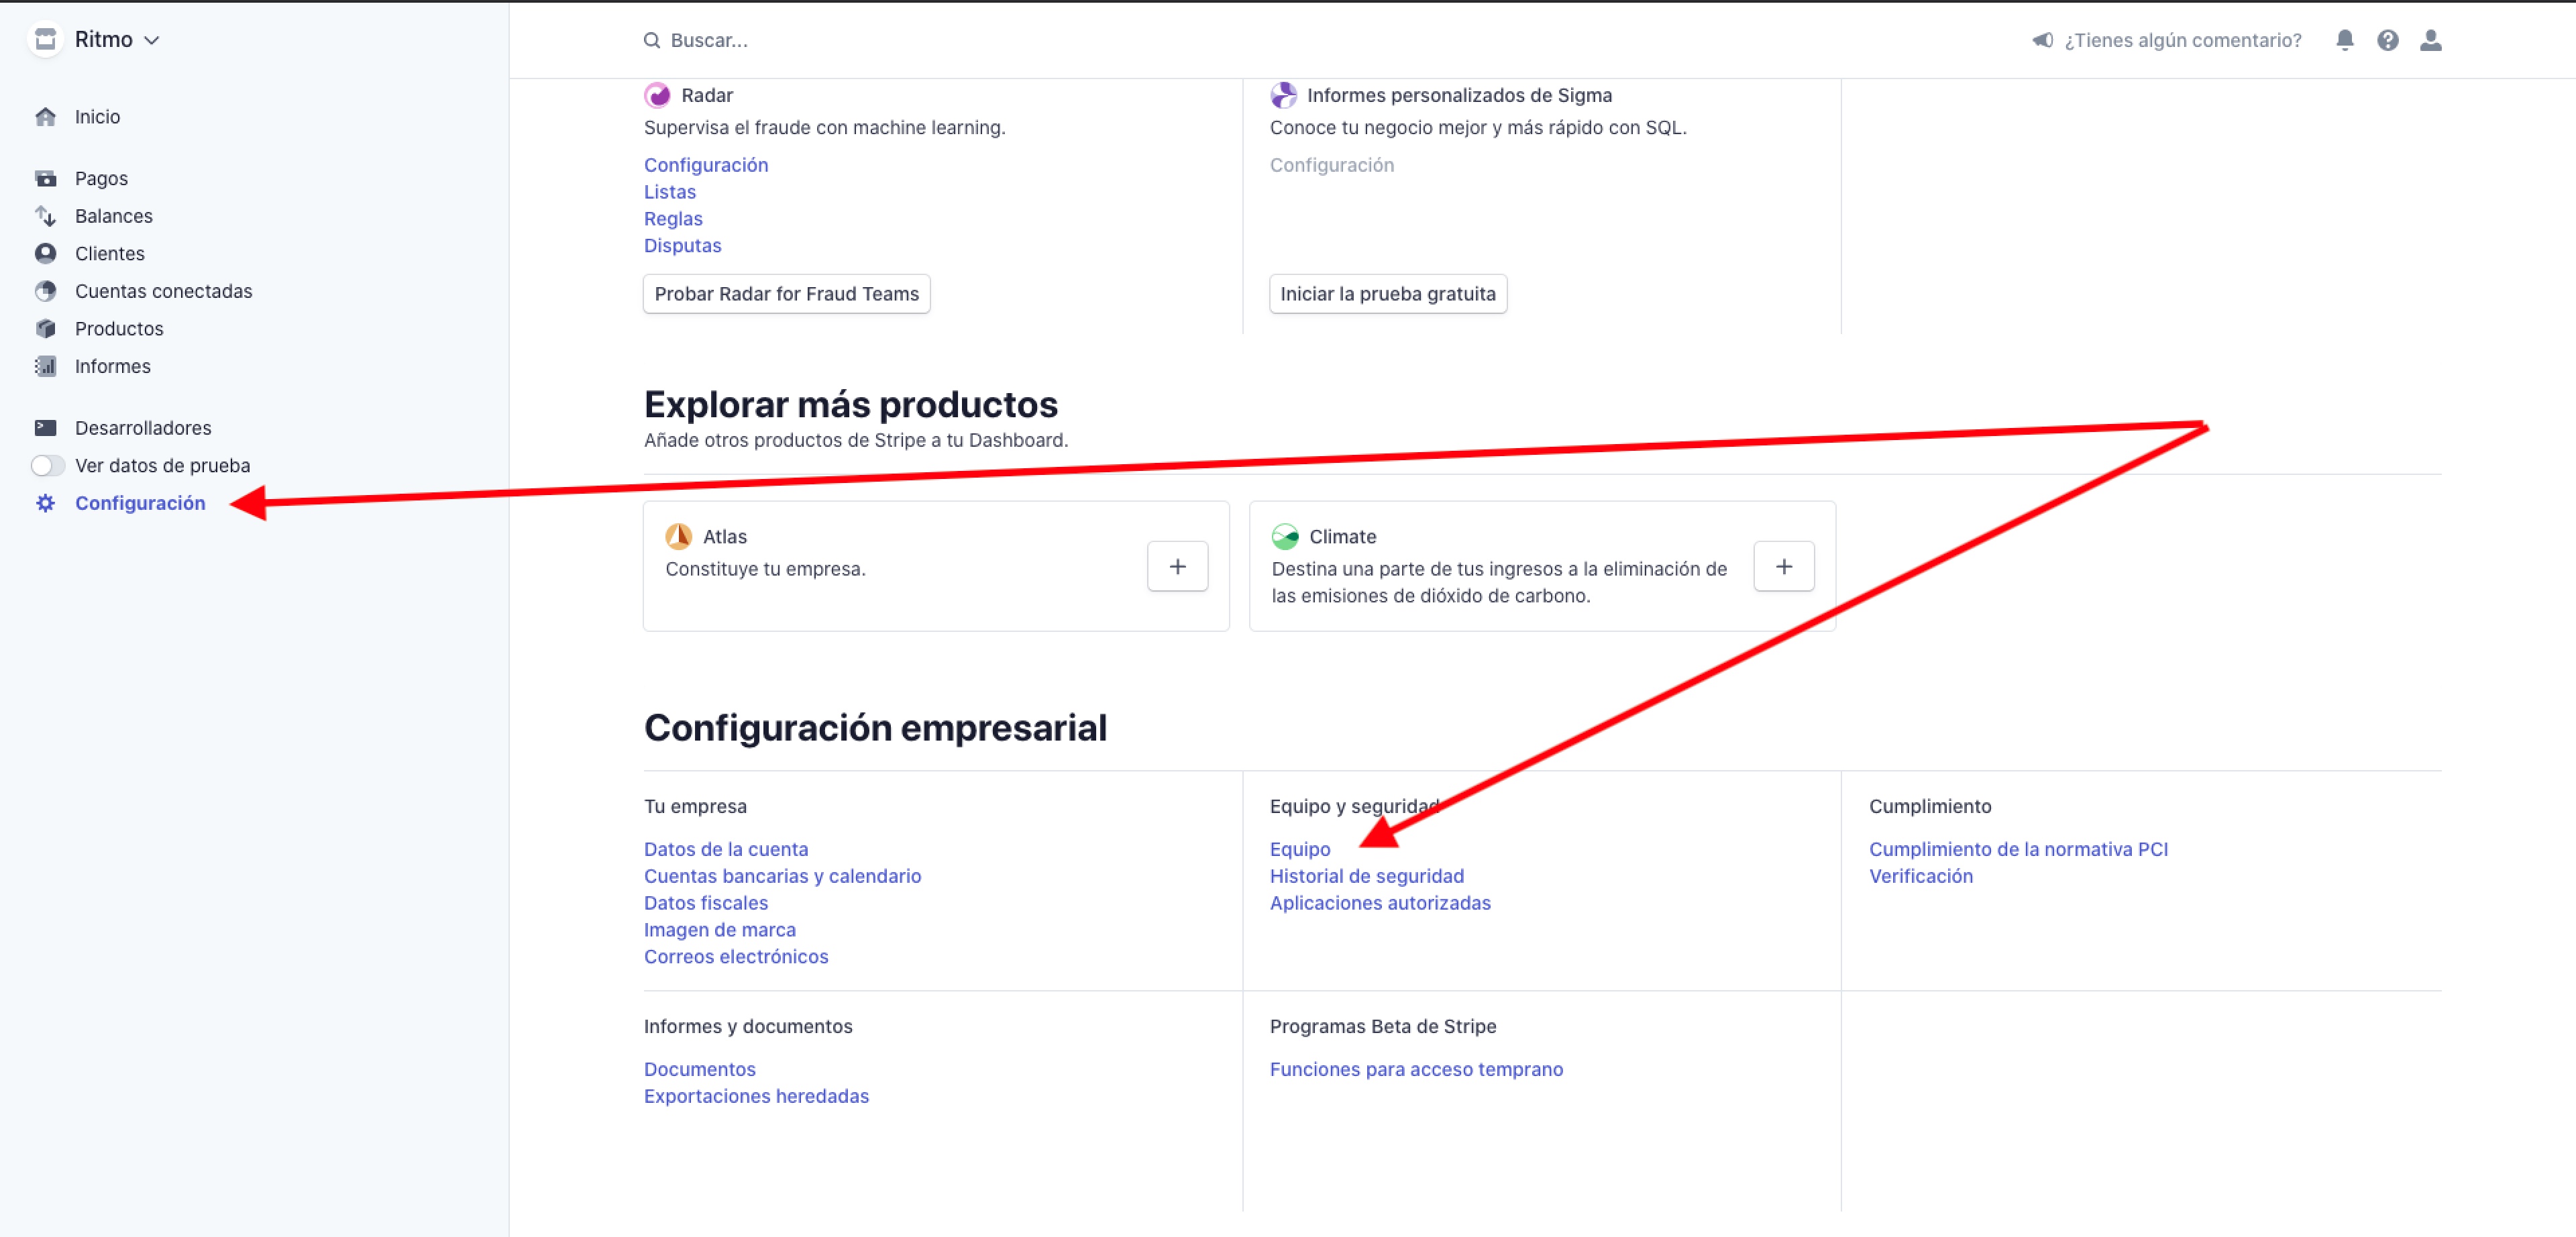 Ritmo
Inicio
Pagos
Balances
Clientes
Cuentas conectadas
Productos
Informes
Desarrolladores
Ver datos de prueba
Configuración
Buscar...
¿Tienes algún comentario?
Radar
Supervisa el fraude con machine learning.
Configuración
Listas
Reglas
Disputas
Probar Radar for Fraud Teams
Informes personalizados de Sigma
Conoce tu negocio mejor y más rápido con SQL.
Configuración
Iniciar la prueba gratuita
Explorar más productos
Añade otros productos de Stripe a tu Dashboard.
Atlas
Constituye tu empresa.
Climate
Destina una parte de tus ingresos a la eliminación de
las emisiones de dióxido de carbono.
Configuración empresarial
Tu empresa
Datos de la cuenta
Cuentas bancarias y calendario
Datos fiscales
Imagen de marca
Correos electrónicos
Equipo y seguridad
Equipo
Historial de seguridad
Aplicaciones autorizadas
Cumplimiento
Cumplimiento de la normativa PCI
Verificación
Informes y documentos
Documentos
Exportaciones heredadas
Programas Beta de Stripe
Funciones para acceso temprano